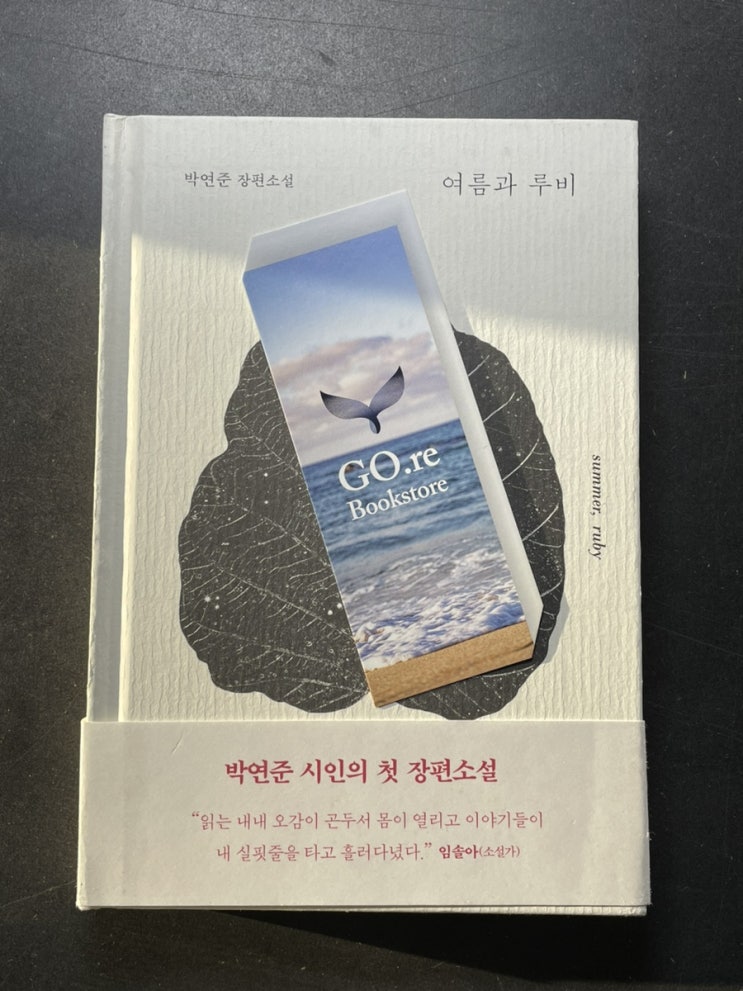 박연준 장편소설
여름과 루비
GO.re
Bookstore
summer, ruby
박연준 시인의 첫 장편소설
“읽는 내내 오감이 곤두서 몸이 열리고 이야기들이
내 실핏줄을 타고 흘러다녔다.” 임솔아(소설가)